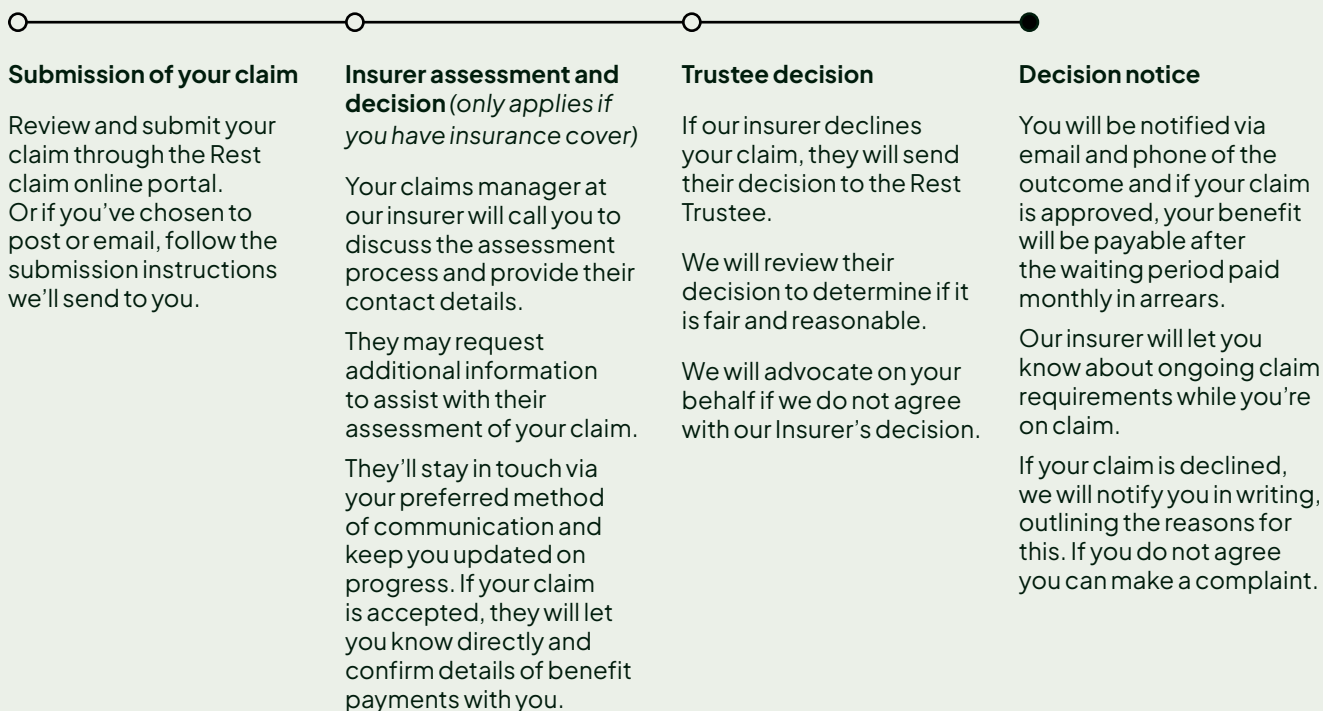 Submission of your claim
Review and submit your
claim through the Rest
claim online portal.
Or if you've chosen to
post or email, follow the
submission instructions
we'll send to you.
Insurer assessment and
decision (only applies if
you have insurance cover)
Your claims manager at
our insurer will call you to
discuss the assessment
process and provide their
contact details.
They may request
additional information
to assist with their
assessment of your claim.
They'll stay in touch via
your preferred method
of communication and
keep you updated on
progress. If your claim
is accepted, they will let
you know directly and
confirm details of benefit
payments with you.
Trustee decision
If our insurer declines
your claim, they will send
their decision to the Rest
Trustee.
We will review their
decision to determine if it
is fair and reasonable.
We will advocate on your
behalf if we do not agree
with our Insurer's decision.
Decision notice
You will be notified via
email and phone of the
outcome and if your claim
is approved, your benefit
will be payable after
the waiting period paid
monthly in arrears.
Our insurer will let you
know about ongoing claim
requirements while you're
on claim.
If your claim is declined,
we will notify you in writing,
outlining the reasons for
this. If you do not agree
you can make a complaint.